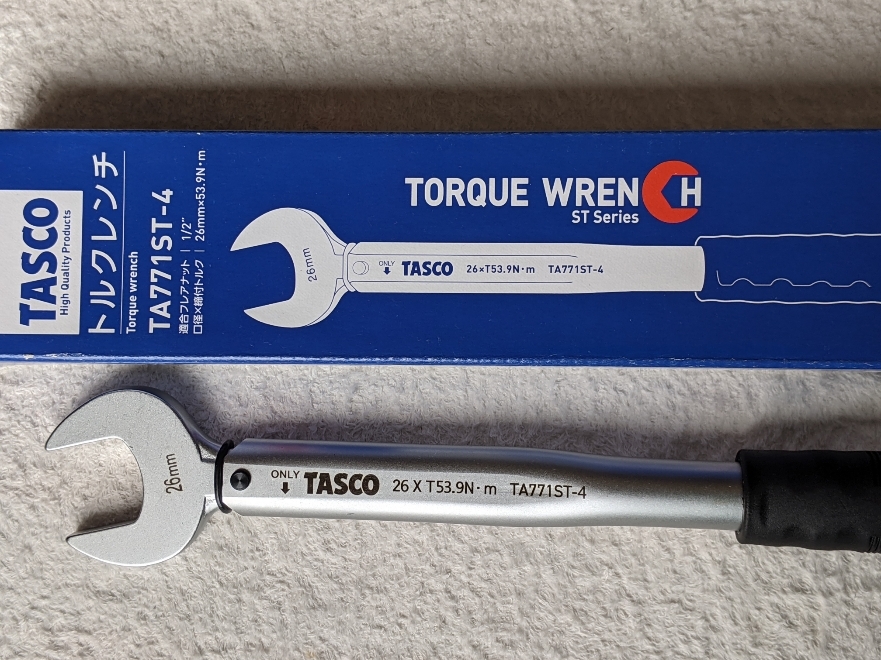 TASCO
High Quality Products
トルクレンチ
Torque wrench
TA771ST-4
適合フレアナット | 1/2"
口径×締付トルク | 26mm×53.9N·m
TORQUE WRENCH
ST Series
26mm
ONLY
↓
TASCO 26×T53.9N·m TA771ST-4
26mm
ONLY
↓
TASCO 26 X T53.9N·m TA771ST-4